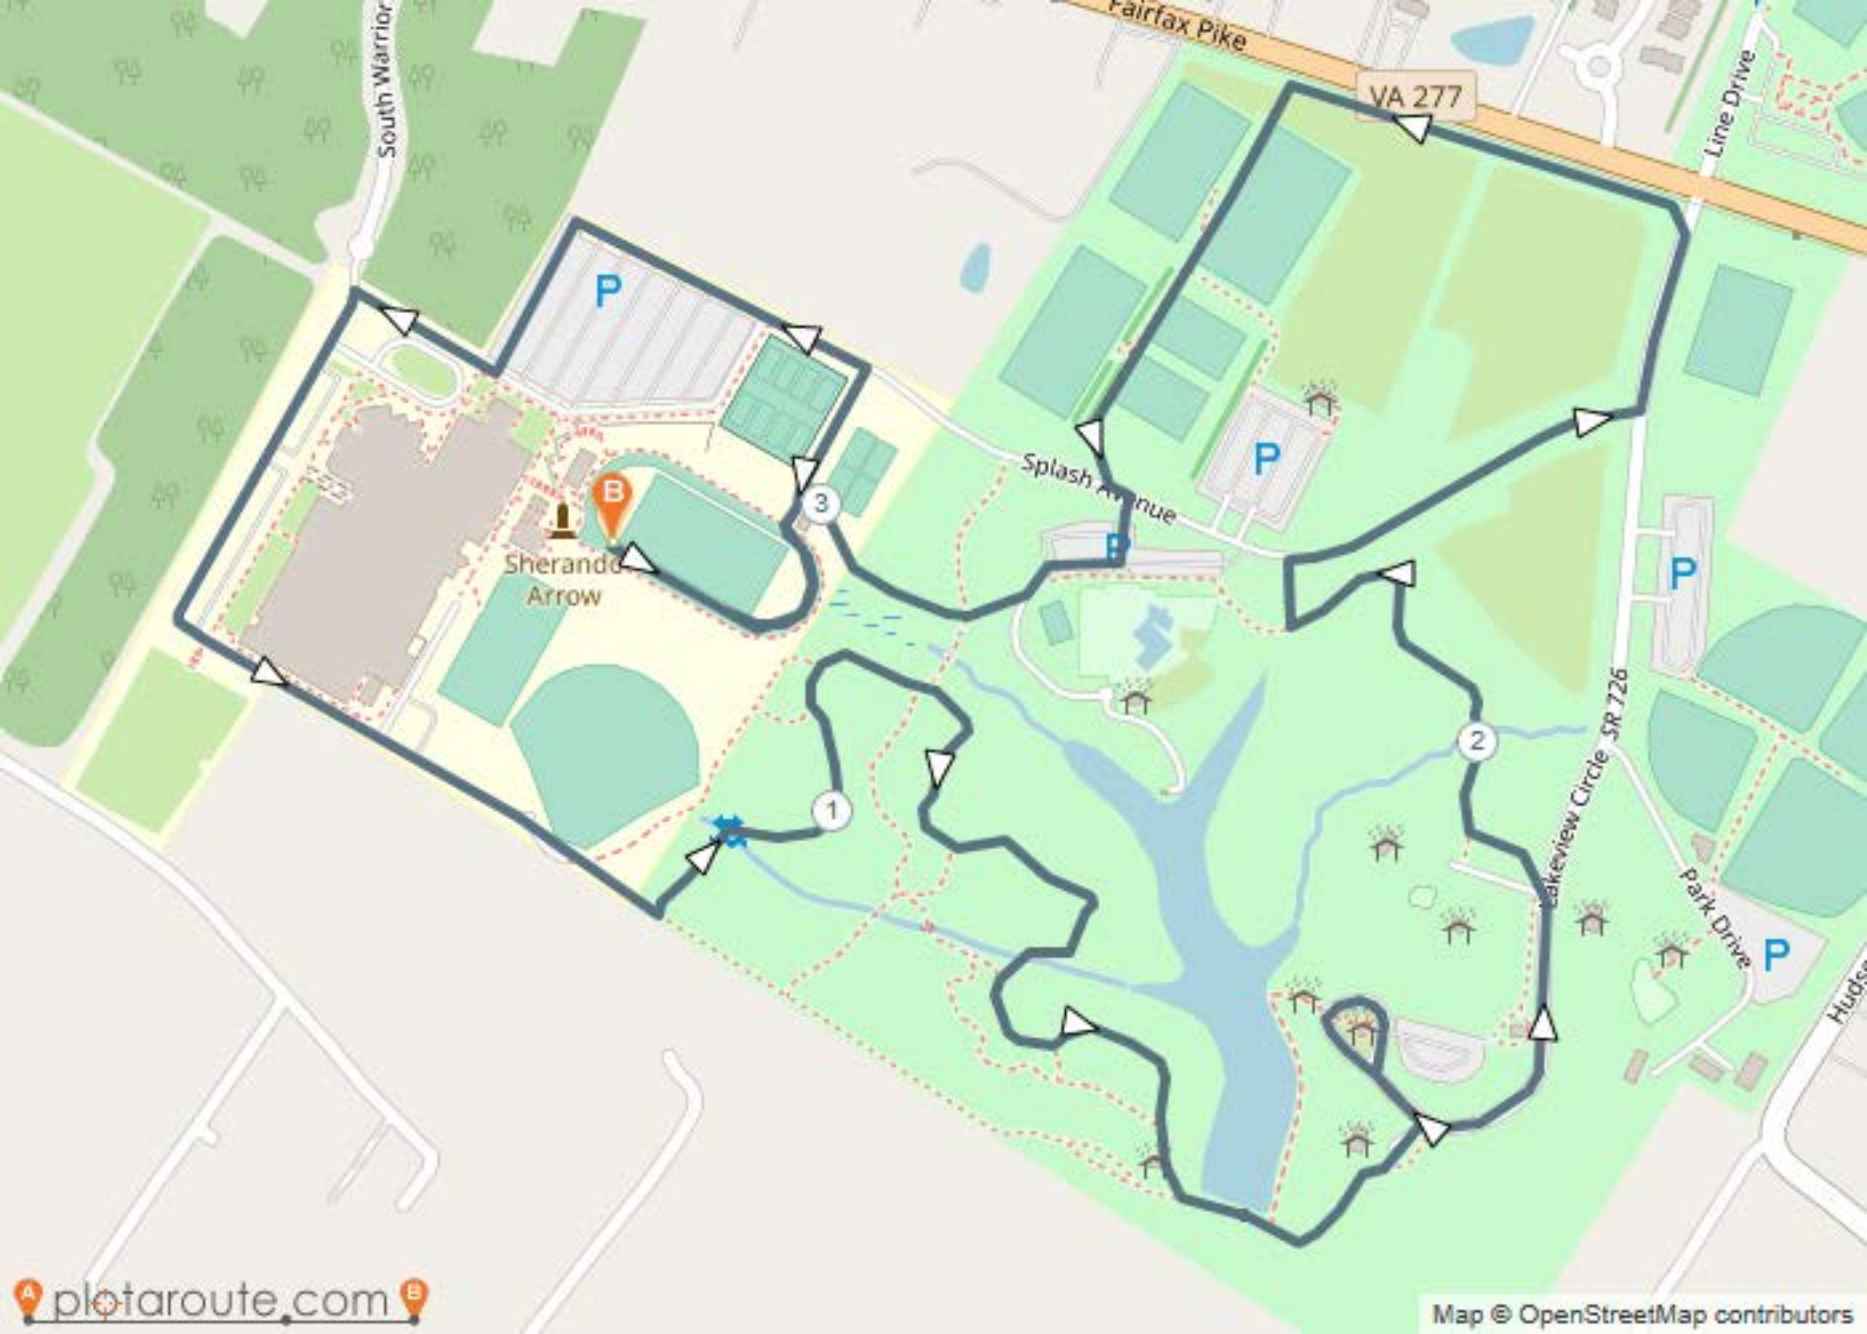 Fairfax Pike
VA 277
South Warrior
Line Drive
P
B
3
Splash Avenue
P
P
P
Sherando
Arrow
2
Lakeview Circle SR 726
1
Park Drive
P
A plotaroute.com B
Map © OpenStreetMap contributors